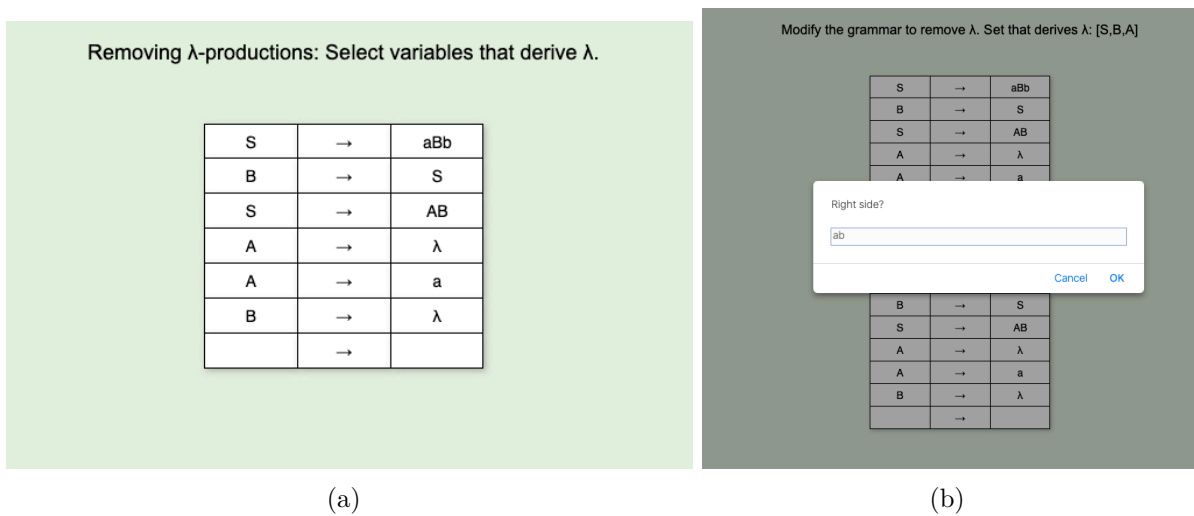 Removing λ-productions: Select variables that derive λ.
S → aBb
B → S
S → AB
A → λ
A → a
B → λ
→
(a)
Modify the grammar to remove λ. Set that derives λ: [S,B,A]
S → aBb
B → S
S → AB
A → λ
A → a
Right side?
ab
Cancel OK
B → S
S → AB
A → λ
A → a
B → λ
→
(b)